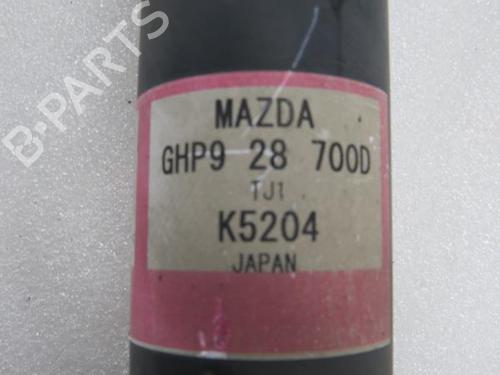 B-PARTS
MAZDA
GHP9 28 700D
TJ1
K5204
JAPAN